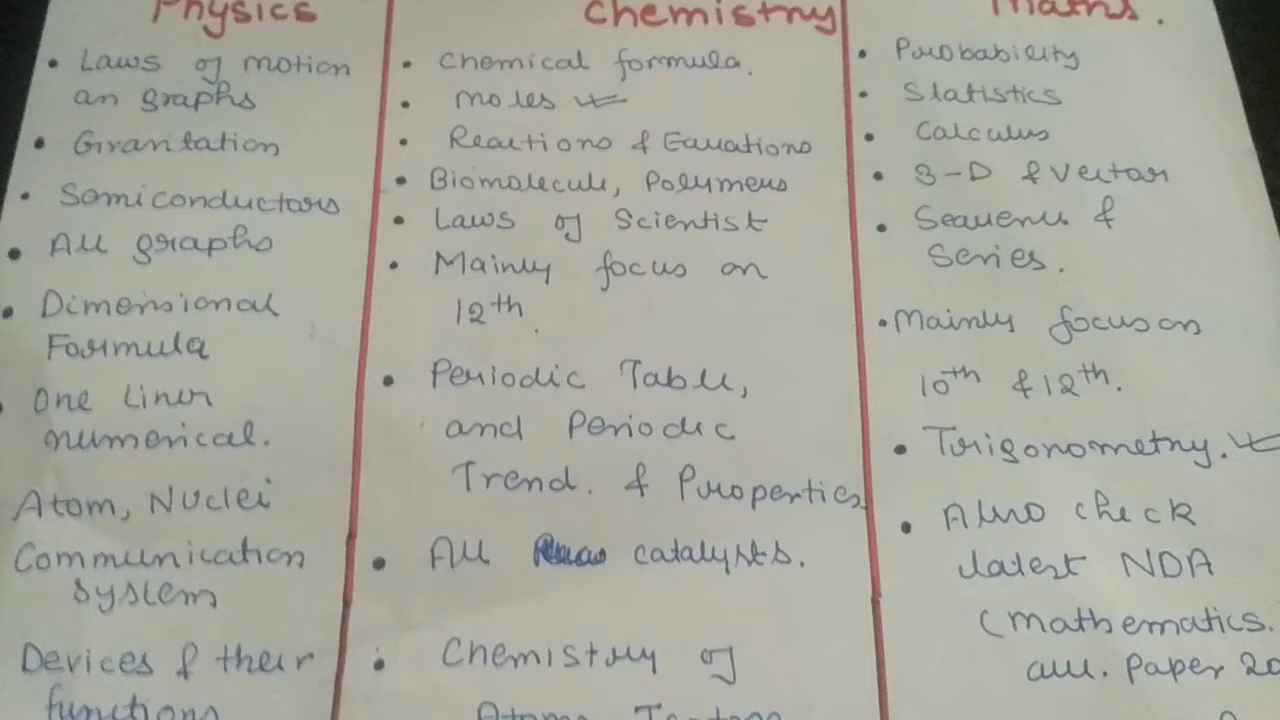 Physics
• Laws of motion
an graphs
• Gravitation
• Semiconductors
• All graphs
• Dimensional
Formula
• One Liner
numerical.
Atom, Nuclei
Communication
system
Devices & their
functions
Chemistry
• Chemical formula.
• Moles
• Reactions & Equations
• Biomolecule, Polymers
• Laws of Scientist
• Mainly focus on
12th.
• Periodic Table,
and Periodic
Trend. & Properties
• All catalysts.
• Chemistry of
Maths.
• Probability
• Statistics
• Calculus
• 3-D & Vector
• Sequence &
Series.
• Mainly focus on
10th & 12th.
• Trigonometry.
• Also check
latest NDA
(mathematics.
all. Paper 20